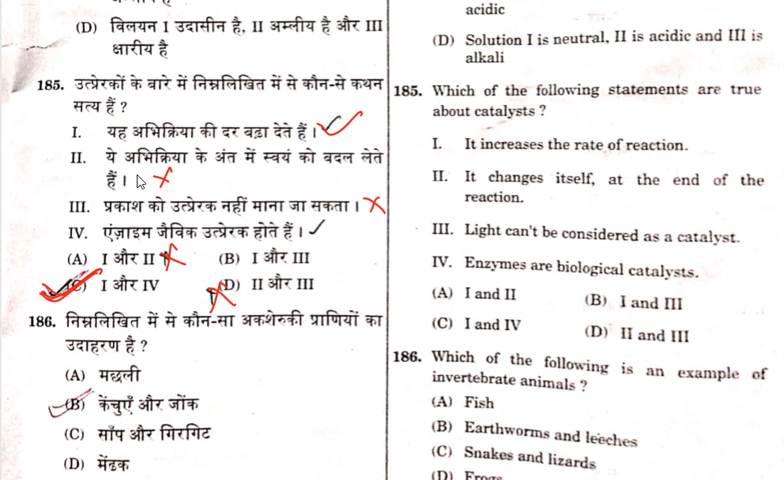 (D) विलयन I उदासीन है, II अम्लीय है और III
क्षारीय है
185. उत्प्रेरकों के बारे में निम्नलिखित में से कौन-से कथन
सत्य हैं ?
I. यह अभिक्रिया की दर बढ़ा देते हैं।
II. ये अभिक्रिया के अंत में स्वयं को बदल लेते
हैं।
III. प्रकाश को उत्प्रेरक नहीं माना जा सकता।
IV. एंज़ाइम जैविक उत्प्रेरक होते हैं।
(A) I और II
(B) I और III
(C) I और IV
(D) II और III
186. निम्नलिखित में से कौन-सा अकशेरुकी प्राणियों का
उदाहरण है ?
(A) मछली
(B) केंचुएँ और जोंक
(C) साँप और गिरगिट
(D) मेंढक
acidic
(D) Solution I is neutral, II is acidic and III is
alkali
185. Which of the following statements are true
about catalysts ?
I. It increases the rate of reaction.
II. It changes itself, at the end of the
reaction.
III. Light can't be considered as a catalyst.
IV. Enzymes are biological catalysts.
(A) I and II
(B) I and III
(C) I and IV
(D) II and III
186. Which of the following is an example of
invertebrate animals ?
(A) Fish
(B) Earthworms and leeches
(C) Snakes and lizards
(D) Frogs